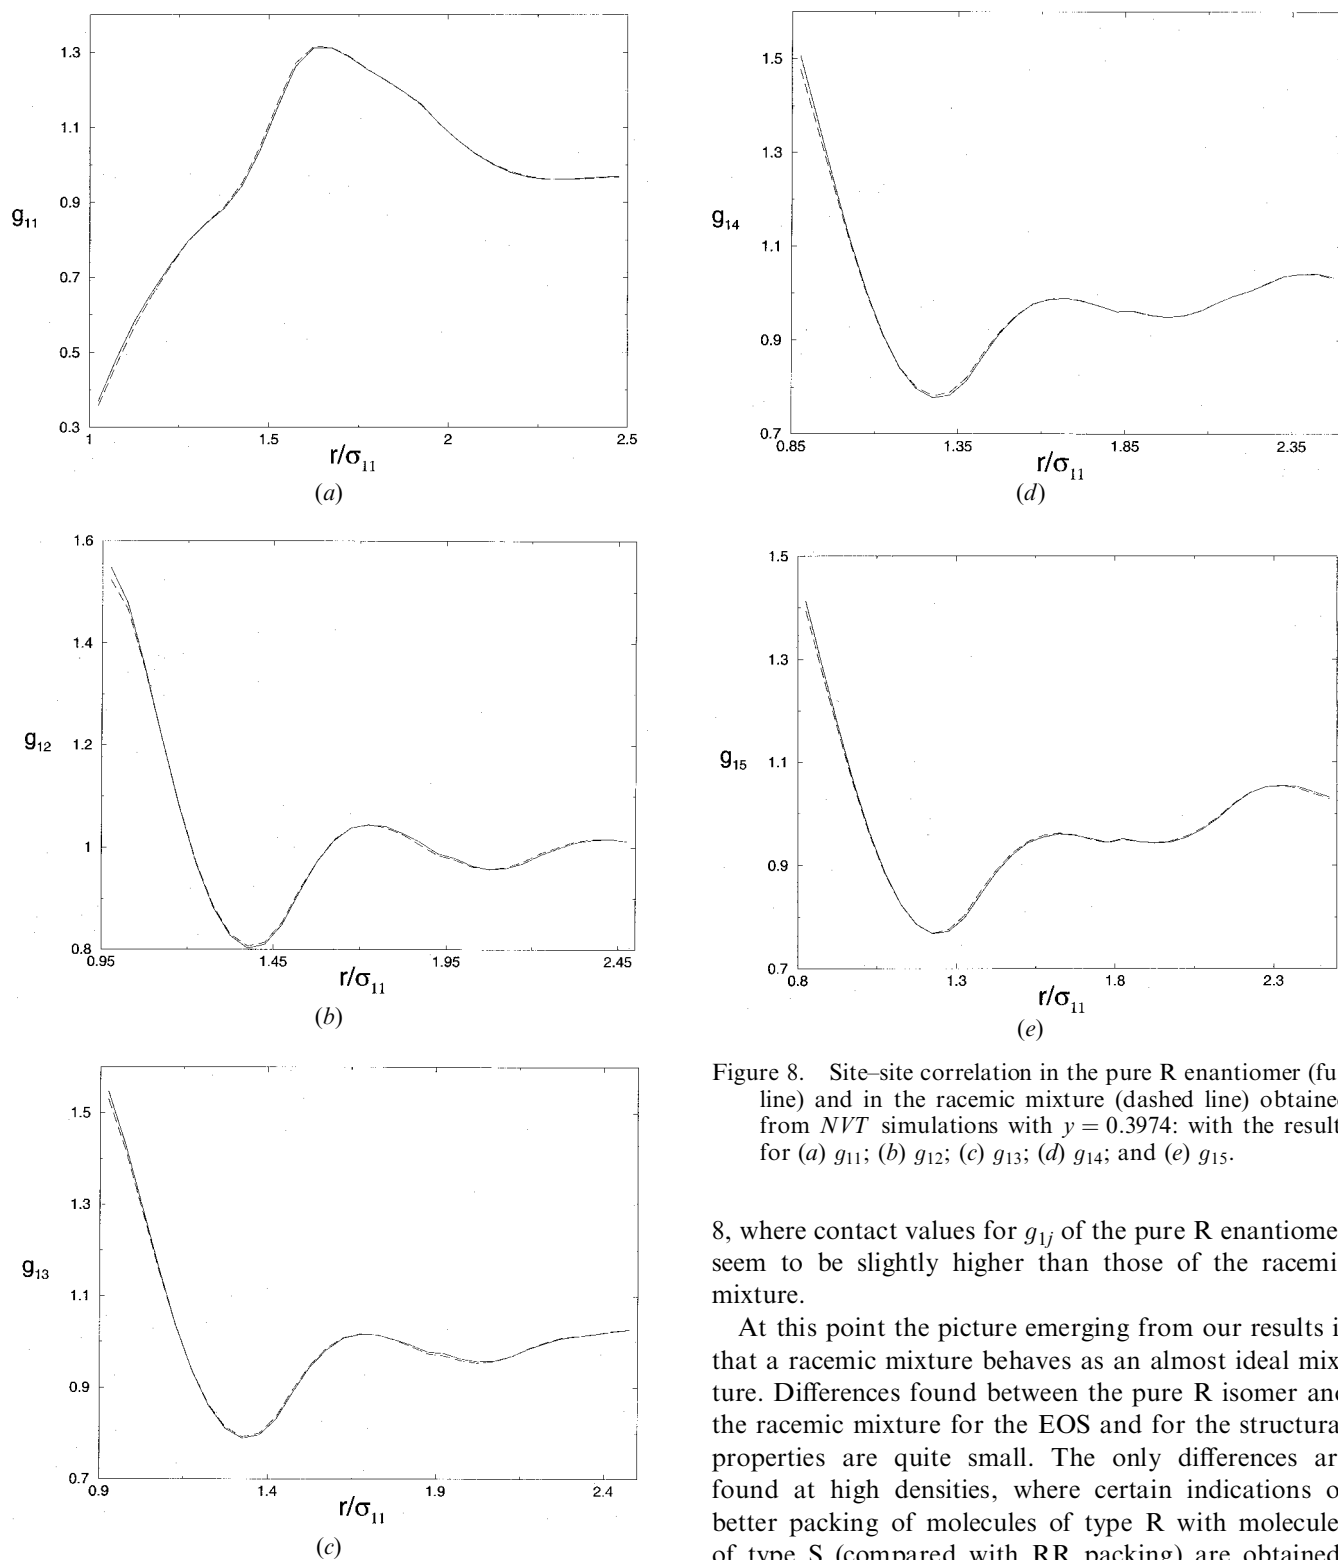 1.3
1.1
0.9
0.7
0.5
0.3
g11
1
1.5
2
2.5
r/σ11
(a)
1.6
1.4
1.2
1
0.8
g12
0.95
1.45
1.95
2.45
r/σ11
(b)
1.5
1.3
1.1
0.9
0.7
g13
0.9
1.4
1.9
2.4
r/σ11
(c)
1.5
1.3
1.1
0.9
0.7
g14
0.85
1.35
1.85
2.35
r/σ11
(d)
1.5
1.3
1.1
0.9
0.7
g15
0.8
1.3
1.8
2.3
r/σ11
(e)
Figure 8. Site–site correlation in the pure R enantiomer (fu
line) and in the racemic mixture (dashed line) obtaine
from NVT simulations with y = 0.3974: with the result
for (a) g11; (b) g12; (c) g13; (d) g14; and (e) g15.
8, where contact values for g1j of the pure R enantiome
seem to be slightly higher than those of the racemi
mixture.
At this point the picture emerging from our results i
that a racemic mixture behaves as an almost ideal mix
ture. Differences found between the pure R isomer and
the racemic mixture for the EOS and for the structura
properties are quite small. The only differences ar
found at high densities, where certain indications o
better packing of molecules of type R with molecule
of type S (compared with RR packing) are obtained